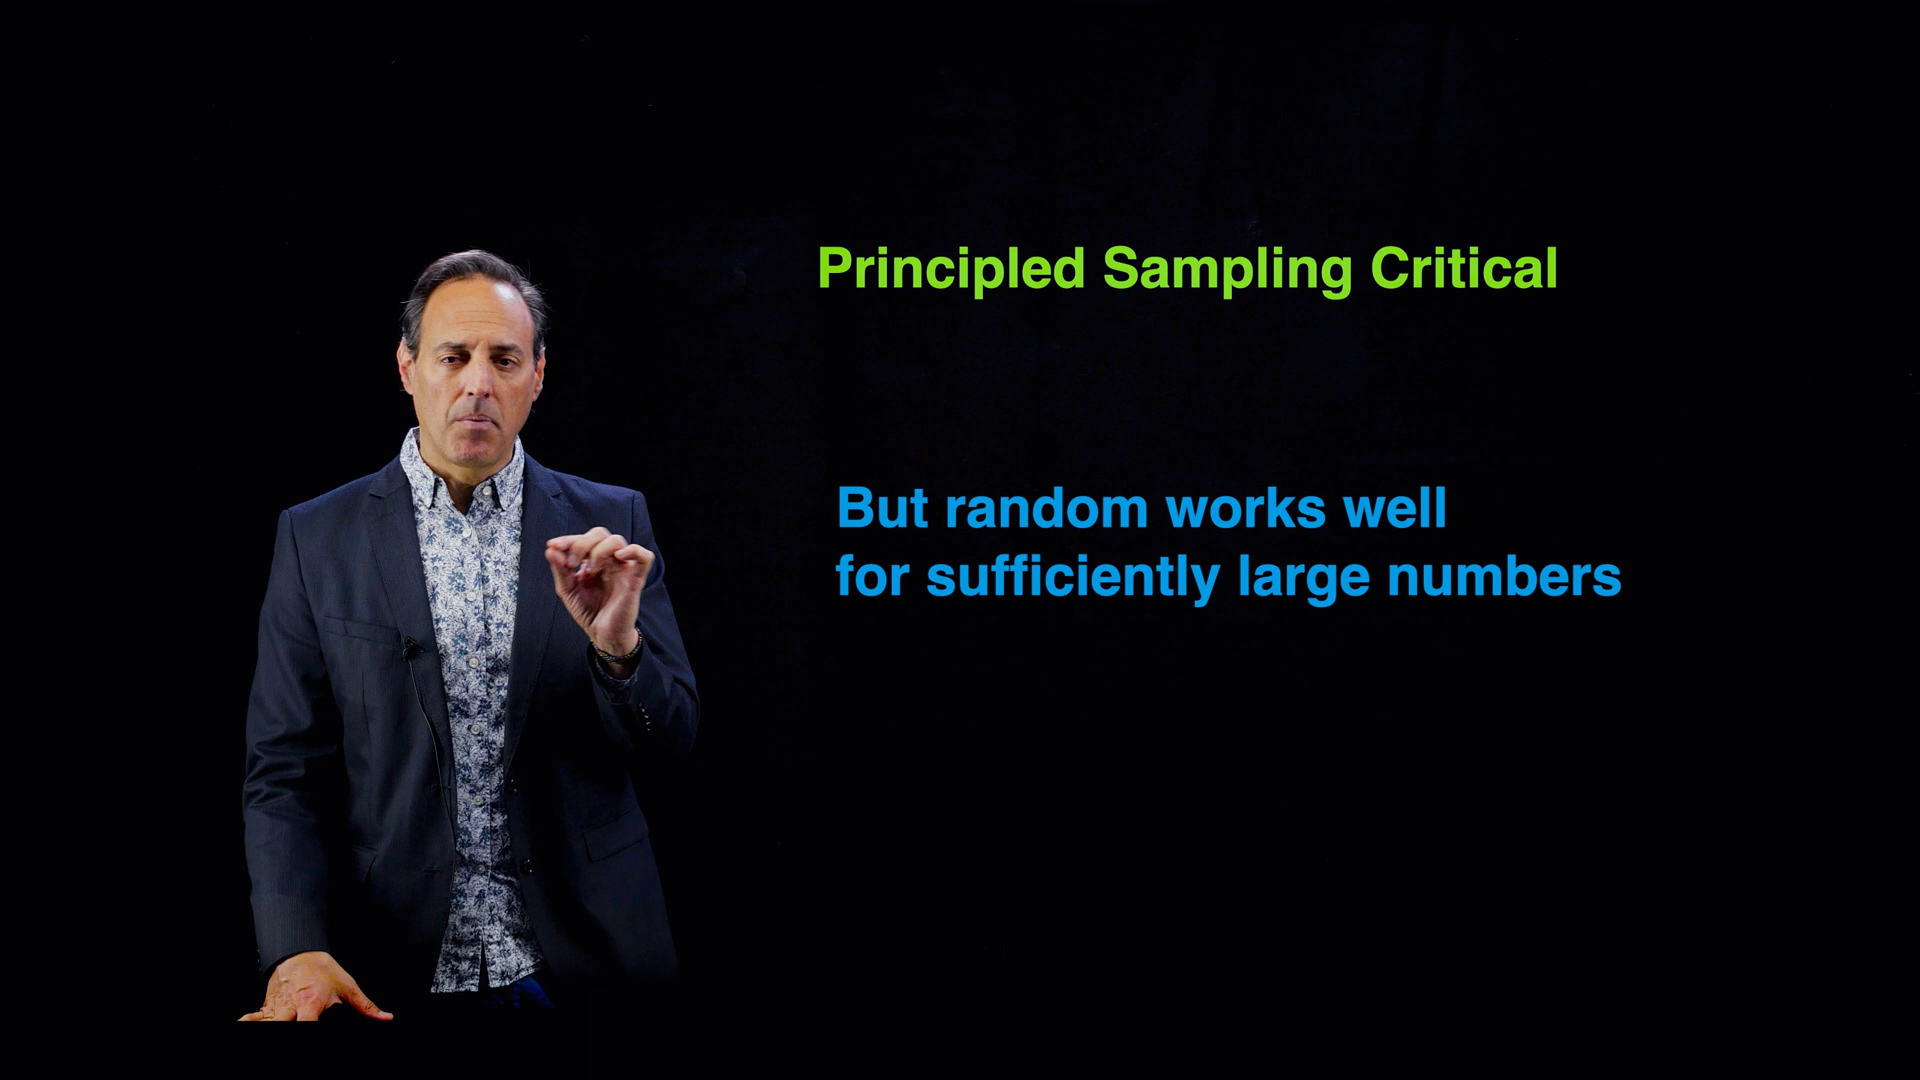 Principled Sampling Critical
But random works well
for sufficiently large numbers